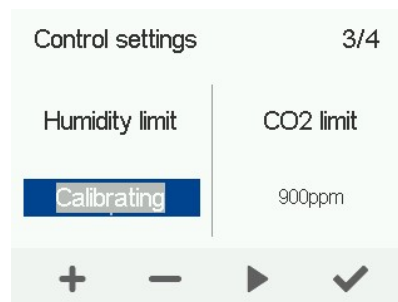 Control settings 3/4
Humidity limit CO2 limit
Calibrating 900ppm